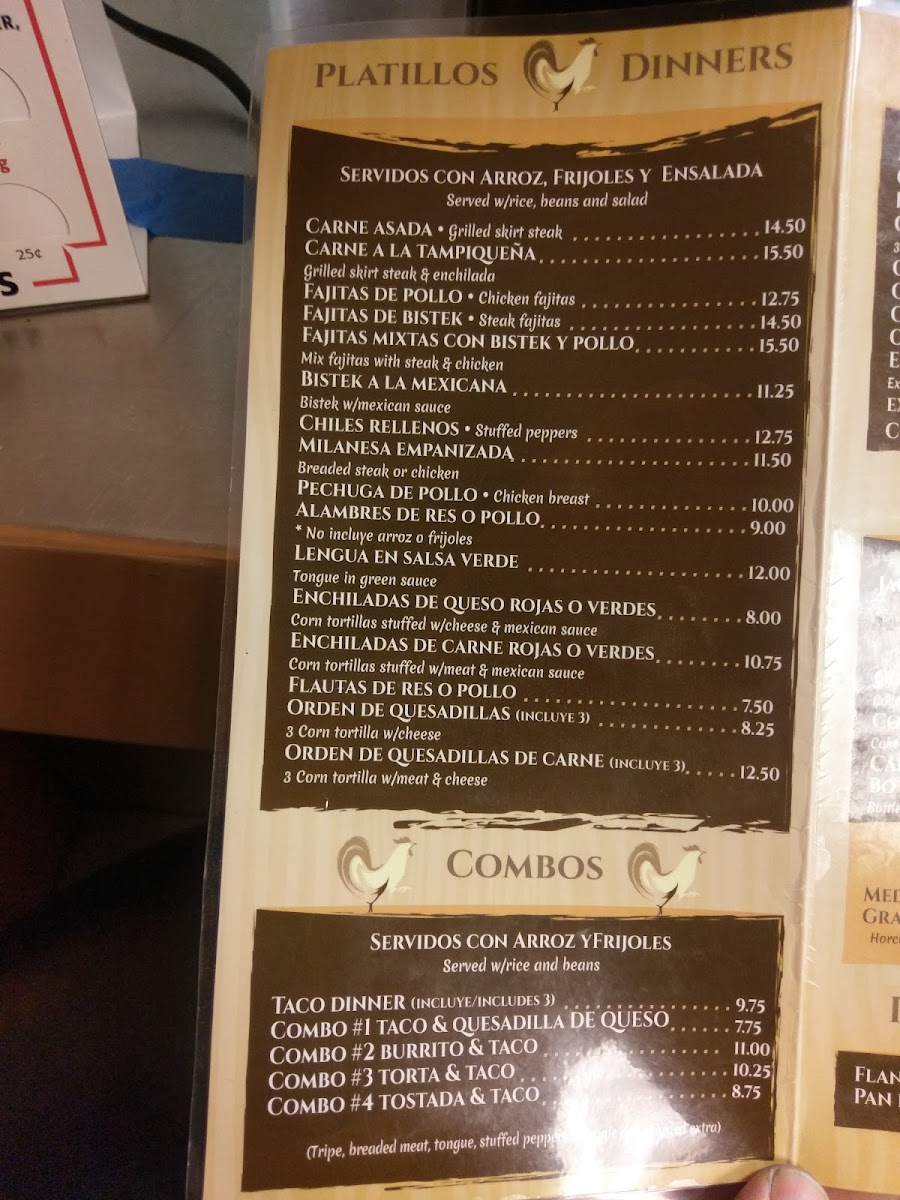 R,
g
25¢
S
PLATILLOS DINNERS
SERVIDOS CON ARROZ, FRIJOLES Y ENSALADA
Served w/rice, beans and salad
CARNE ASADA • Grilled skirt steak 14.50
CARNE A LA TAMPIQUEÑA 15.50
Grilled skirt steak & enchilada
FAJITAS DE POLLO • Chicken fajitas 12.75
FAJITAS DE BISTEK • Steak fajitas 14.50
FAJITAS MIXTAS CON BISTEK Y POLLO 15.50
Mix fajitas with steak & chicken
BISTEK A LA MEXICANA 11.25
Bistek w/mexican sauce
CHILES RELLENOS • Stuffed peppers 12.75
MILANESA EMPANIZADA 11.50
Breaded steak or chicken
PECHUGA DE POLLO • Chicken breast 10.00
ALAMBRES DE RES O POLLO 9.00
* No incluye arroz o frijoles
LENGUA EN SALSA VERDE 12.00
Tongue in green sauce
ENCHILADAS DE QUESO ROJAS O VERDES 8.00
Corn tortillas stuffed w/cheese & mexican sauce
ENCHILADAS DE CARNE ROJAS O VERDES 10.75
Corn tortillas stuffed w/meat & mexican sauce
FLAUTAS DE RES O POLLO 7.50
ORDEN DE QUESADILLAS (INCLUYE 3) 8.25
3 Corn tortilla w/cheese
ORDEN DE QUESADILLAS DE CARNE (INCLUYE 3) 12.50
3 Corn tortilla w/meat & cheese
COMBOS
SERVIDOS CON ARROZ YFRIJOLES
Served w/rice and beans
TACO DINNER (INCLUYE/INCLUDES 3) 9.75
COMBO #1 TACO & QUESADILLA DE QUESO 7.75
COMBO #2 BURRITO & TACO 11.00
COMBO #3 TORTA & TACO 10.25
COMBO #4 TOSTADA & TACO 8.75
(Tripe, breaded meat, tongue, stuffed extra)
MED
GRA
Horc
FLAN
PAN